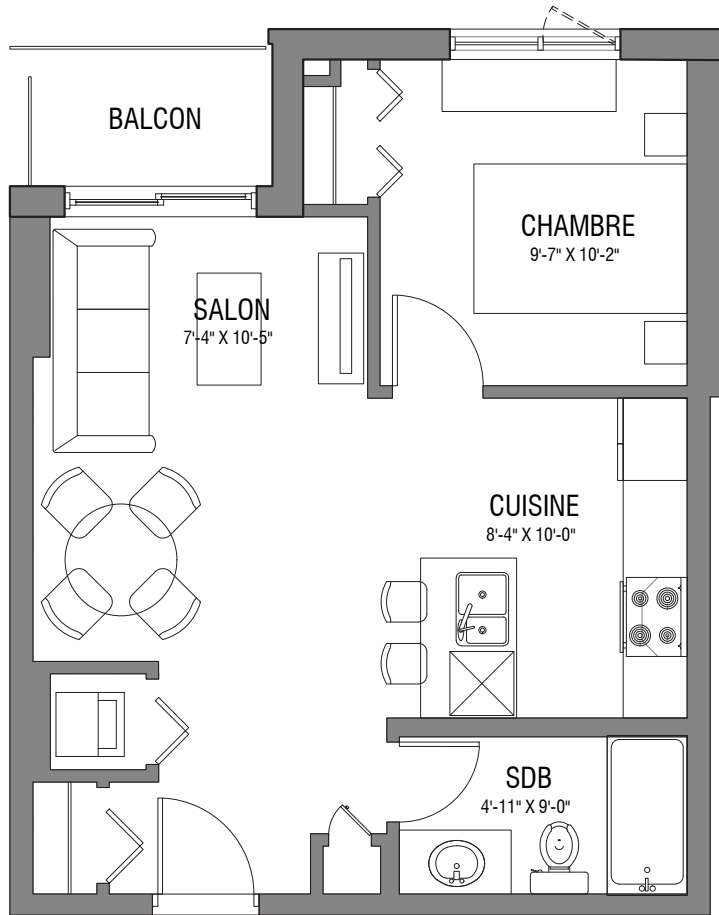 BALCON
CHAMBRE
9'-7" X 10'-2"
SALON
7'-4" X 10'-5"
CUISINE
8'-4" X 10'-0"
SDB
4'-11" X 9'-0"